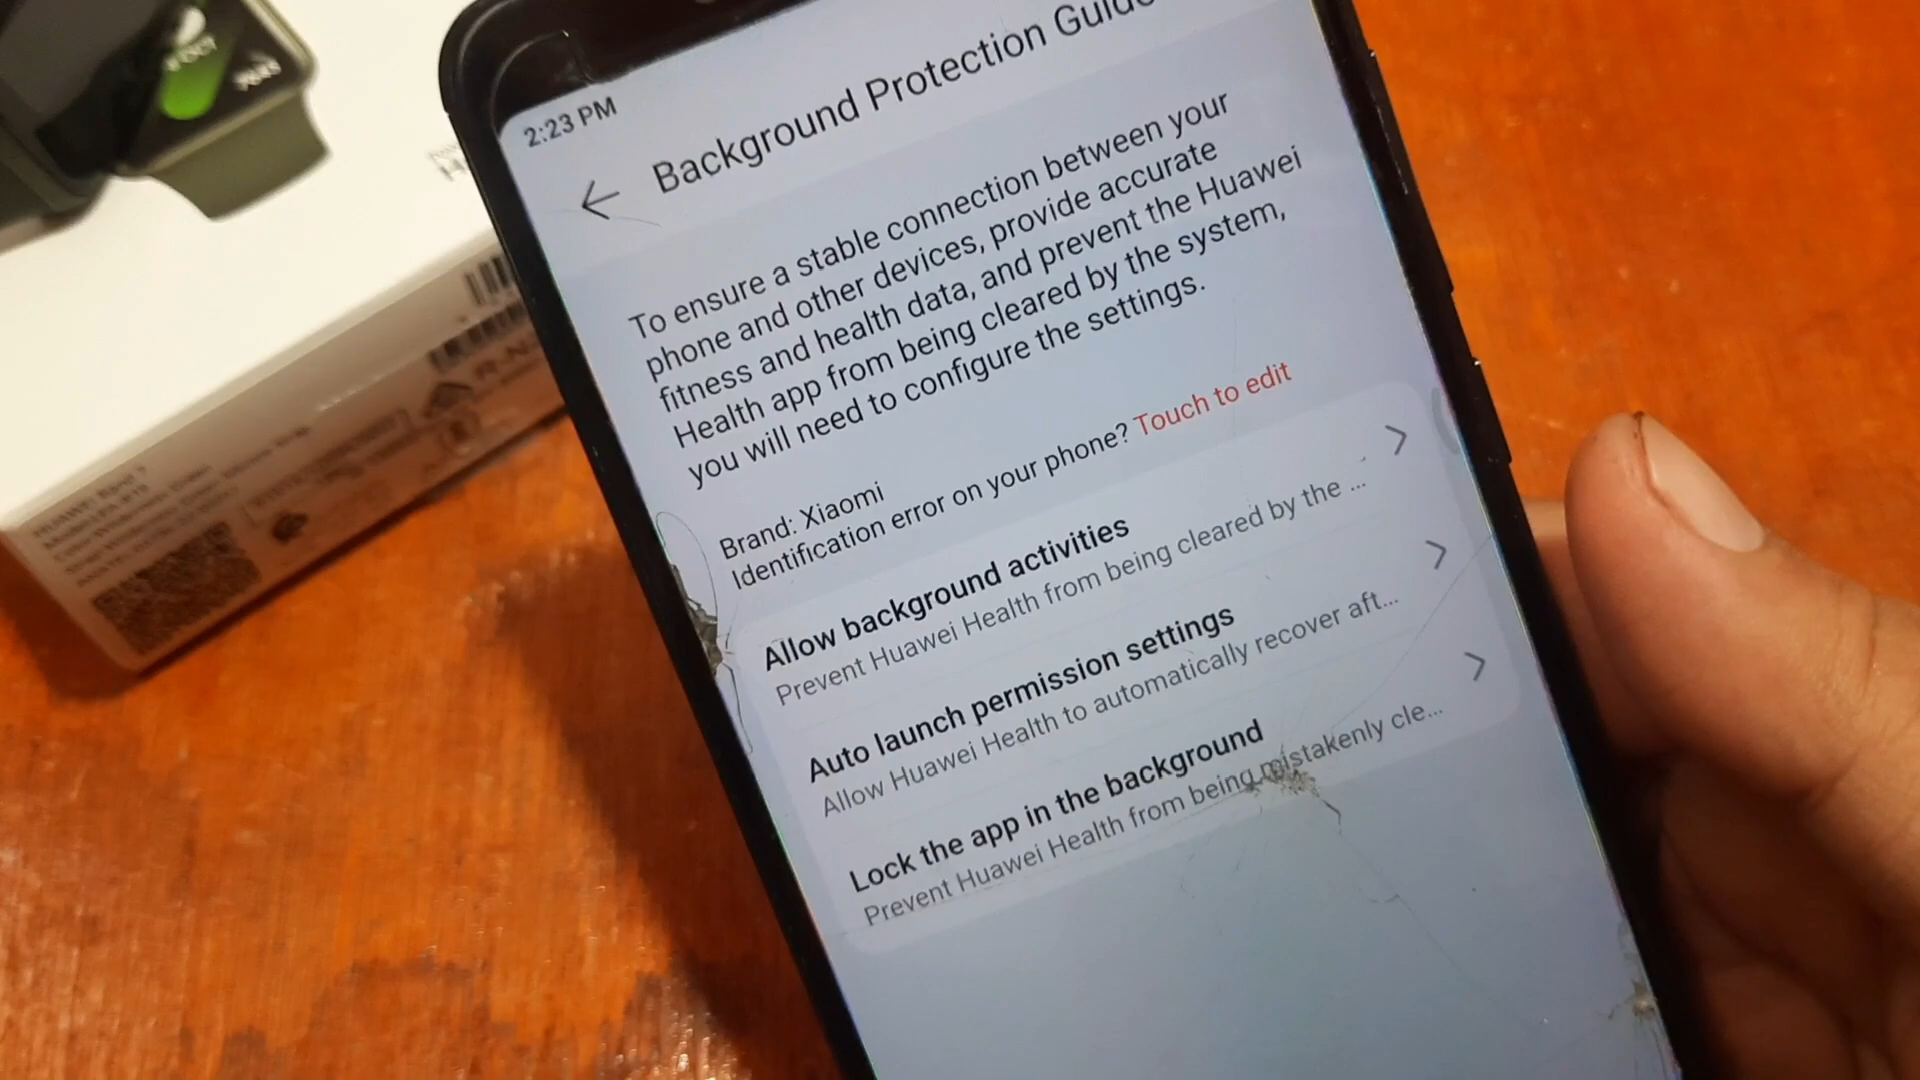 2:23 PM
Background Protection Guide
To ensure a stable connection between your
phone and other devices, provide accurate
fitness and health data, and prevent the Huawei
Health app from being cleared by the system,
you will need to configure the settings.
Brand: Xiaomi
Identification error on your phone? Touch to edit
Allow background activities
Prevent Huawei Health from being cleared by the ...
Auto launch permission settings
Allow Huawei Health to automatically recover aft...
Lock the app in the background
Prevent Huawei Health from being mistakenly cle...